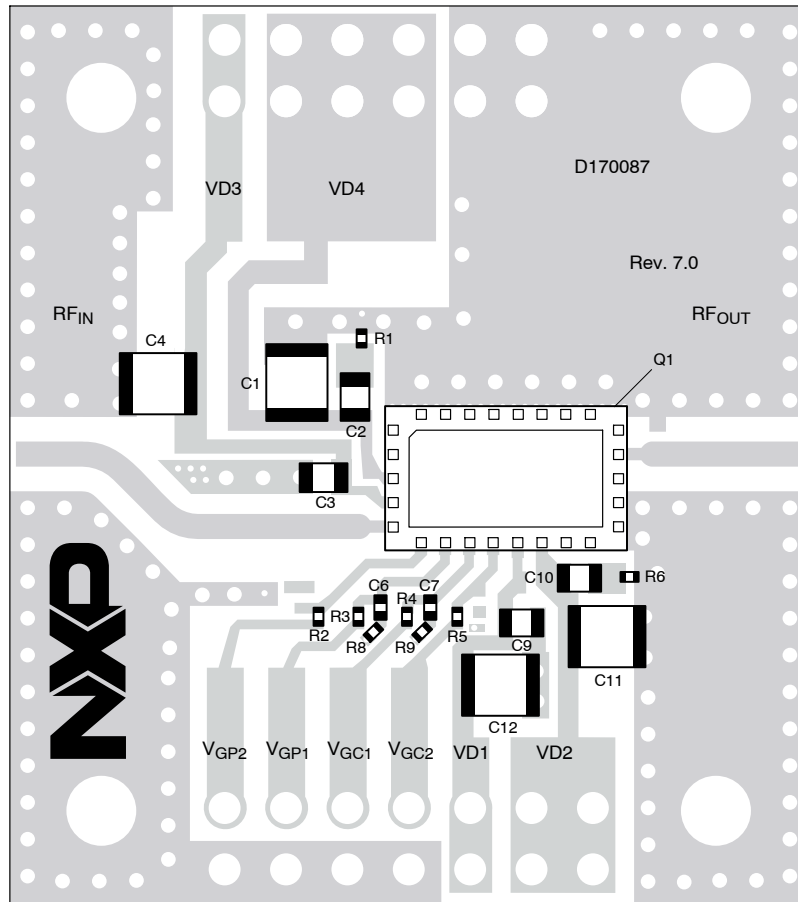 D170087
VD3 VD4
Rev. 7.0
RFIN RFOUT
C4 R1
Q1
C1
C2
C3
C10 R6
C6 C7
R2 R3 R4 R5
R8 R9 C9
C11
C12
NXP
VGP2 VGP1 VGC1 VGC2 VD1 VD2